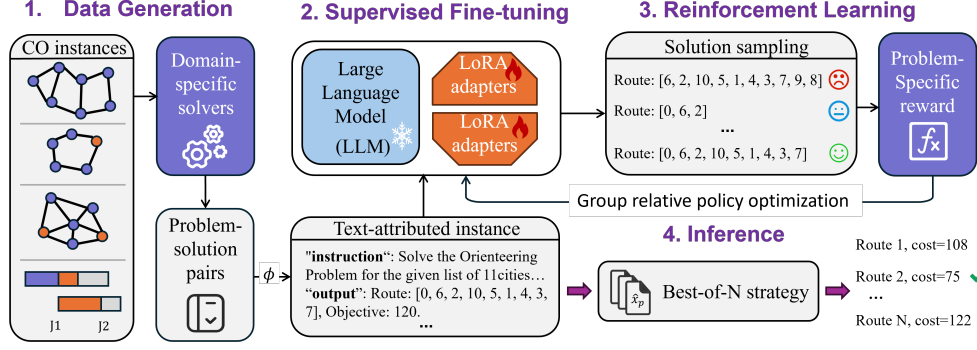 1. Data Generation
CO instances
J1
J2
Domain-
specific
solvers
Problem-
solution
pairs
ϕ
2. Supervised Fine-tuning
Large
Language
Model
(LLM)
LoRA
adapters
LoRA
adapters
Text-attributed instance
"instruction“: Solve the Orienteering
Problem for the given list of 11cities…
“output”: Route: [0, 6, 2, 10, 5, 1, 4, 3,
7], Objective: 120.
...
3. Reinforcement Learning
Solution sampling
Route: [6, 2, 10, 5, 1, 4, 3, 7, 9, 8]
Route: [0, 6, 2]
...
Route: [0, 6, 2, 10, 5, 1, 4, 3, 7]
Problem-
Specific
reward
fx
Group relative policy optimization
4. Inference
x̂p
Best-of-N strategy
Route 1, cost=108
Route 2, cost=75
...
Route N, cost=122